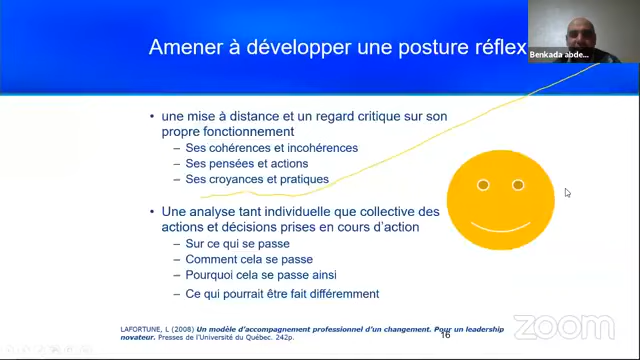 Amener à développer une posture réflex
Benkada abde...
• une mise à distance et un regard critique sur son
propre fonctionnement
– Ses cohérences et incohérences
– Ses pensées et actions
– Ses croyances et pratiques
• Une analyse tant individuelle que collective des
actions et décisions prises en cours d'action
– Sur ce qui se passe
– Comment cela se passe
– Pourquoi cela se passe ainsi
– Ce qui pourrait être fait différemment
LAFORTUNE, L (2008) Un modèle d'accompagnement professionnel d'un changement. Pour un leadership
novateur. Presses de l'Université du Québec. 242p.
16
zoom